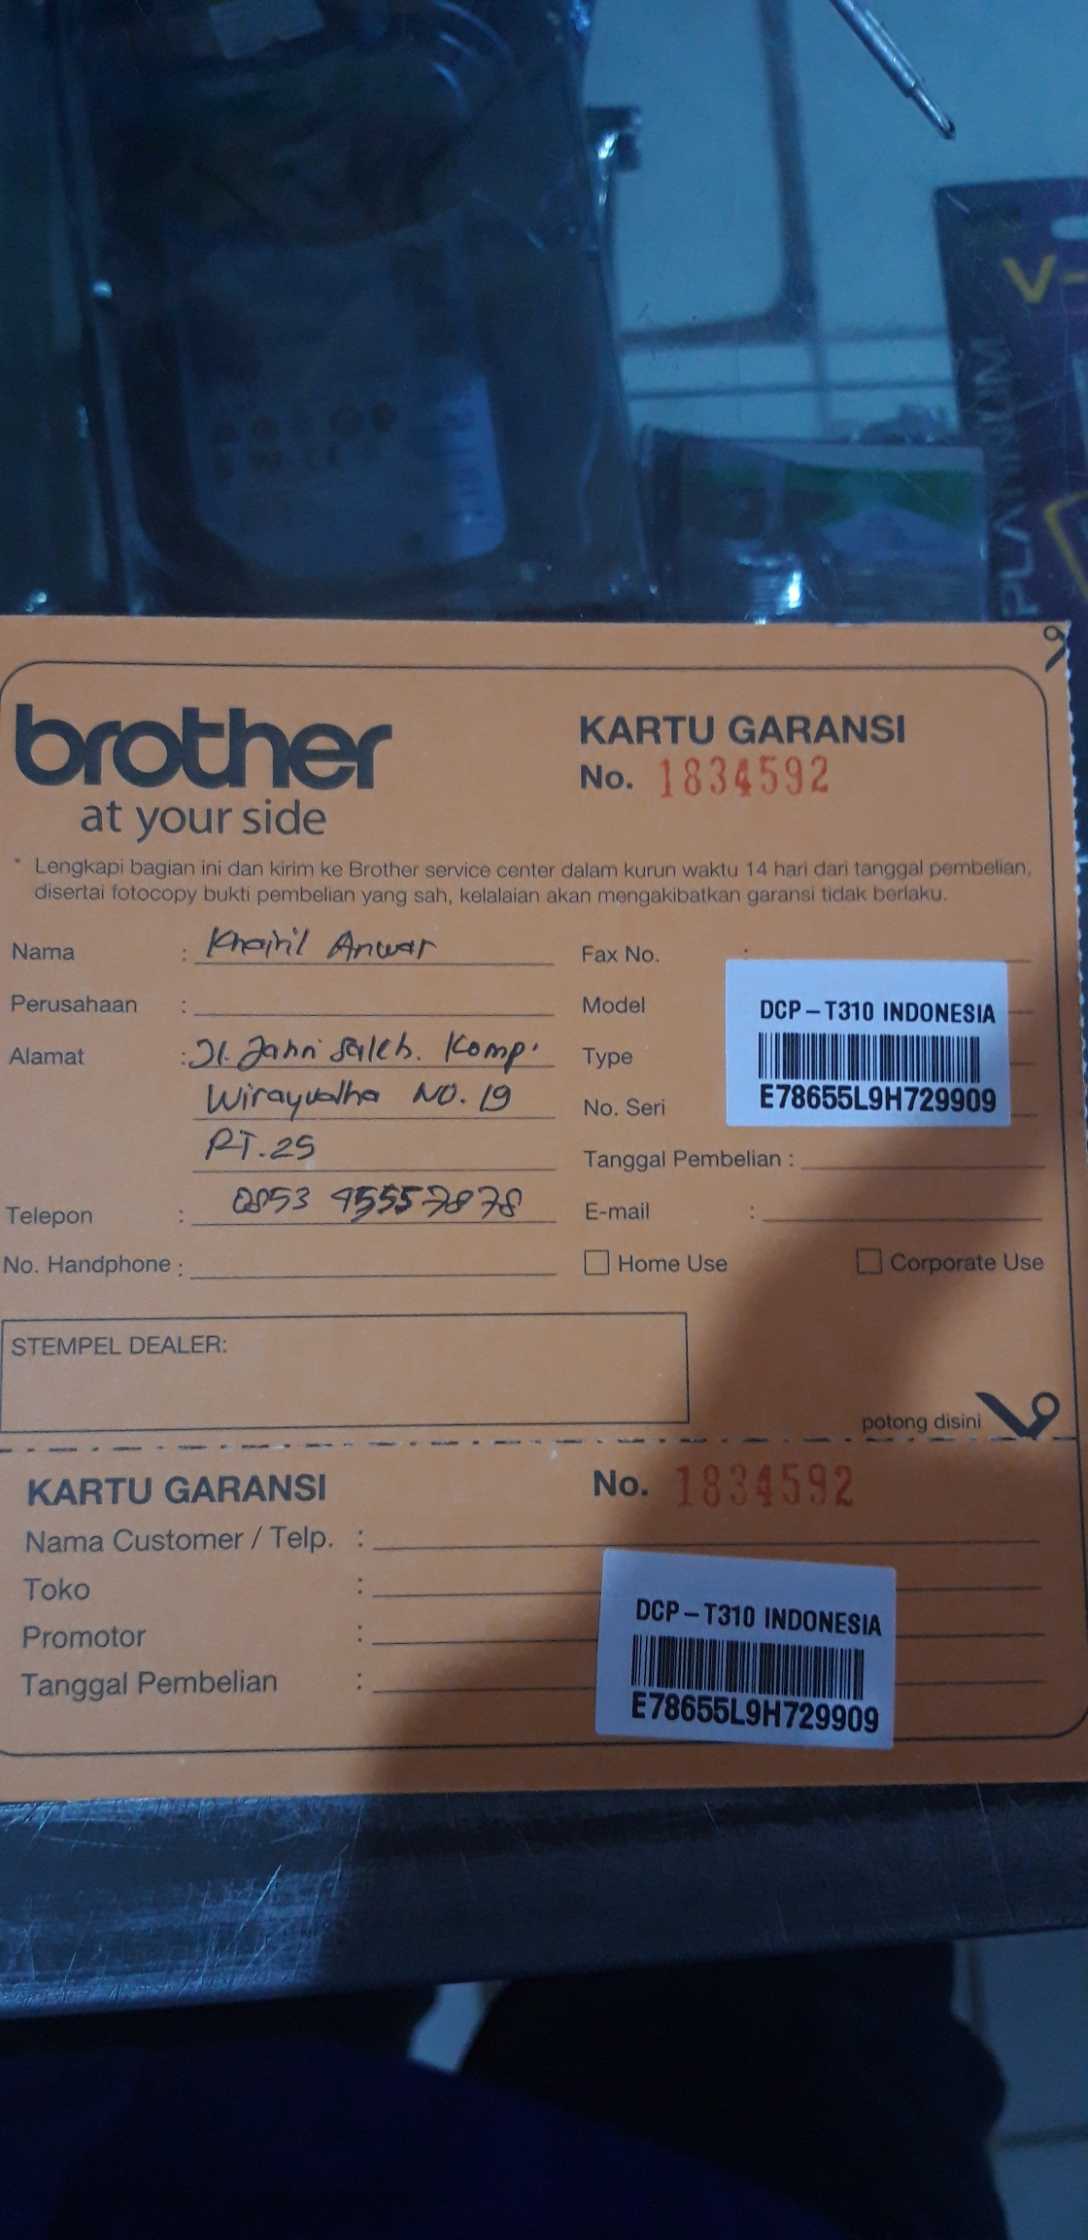 V-
PLATINUM
brother
at your side
KARTU GARANSI
No. 1834592
* Lengkapi bagian ini dan kirim ke Brother service center dalam kurun waktu 14 hari dari tanggal pembelian,
disertai fotocopy bukti pembelian yang sah, kelalaian akan mengakibatkan garansi tidak berlaku.
Nama : Khairil Anwar
Perusahaan :
Alamat : Jl. Jahri Saleh. Komp.
Wirayudha NO. 19
RT. 25
Telepon : 0853 45557878
No. Handphone :
Fax No. :
Model
Type
No. Seri
DCP-T310 INDONESIA
E78655L9H729909
Tanggal Pembelian :
E-mail :
Home Use
Corporate Use
STEMPEL DEALER:
potong disini
KARTU GARANSI
No. 1834592
Nama Customer / Telp. :
Toko :
Promotor :
Tanggal Pembelian :
DCP-T310 INDONESIA
E78655L9H729909